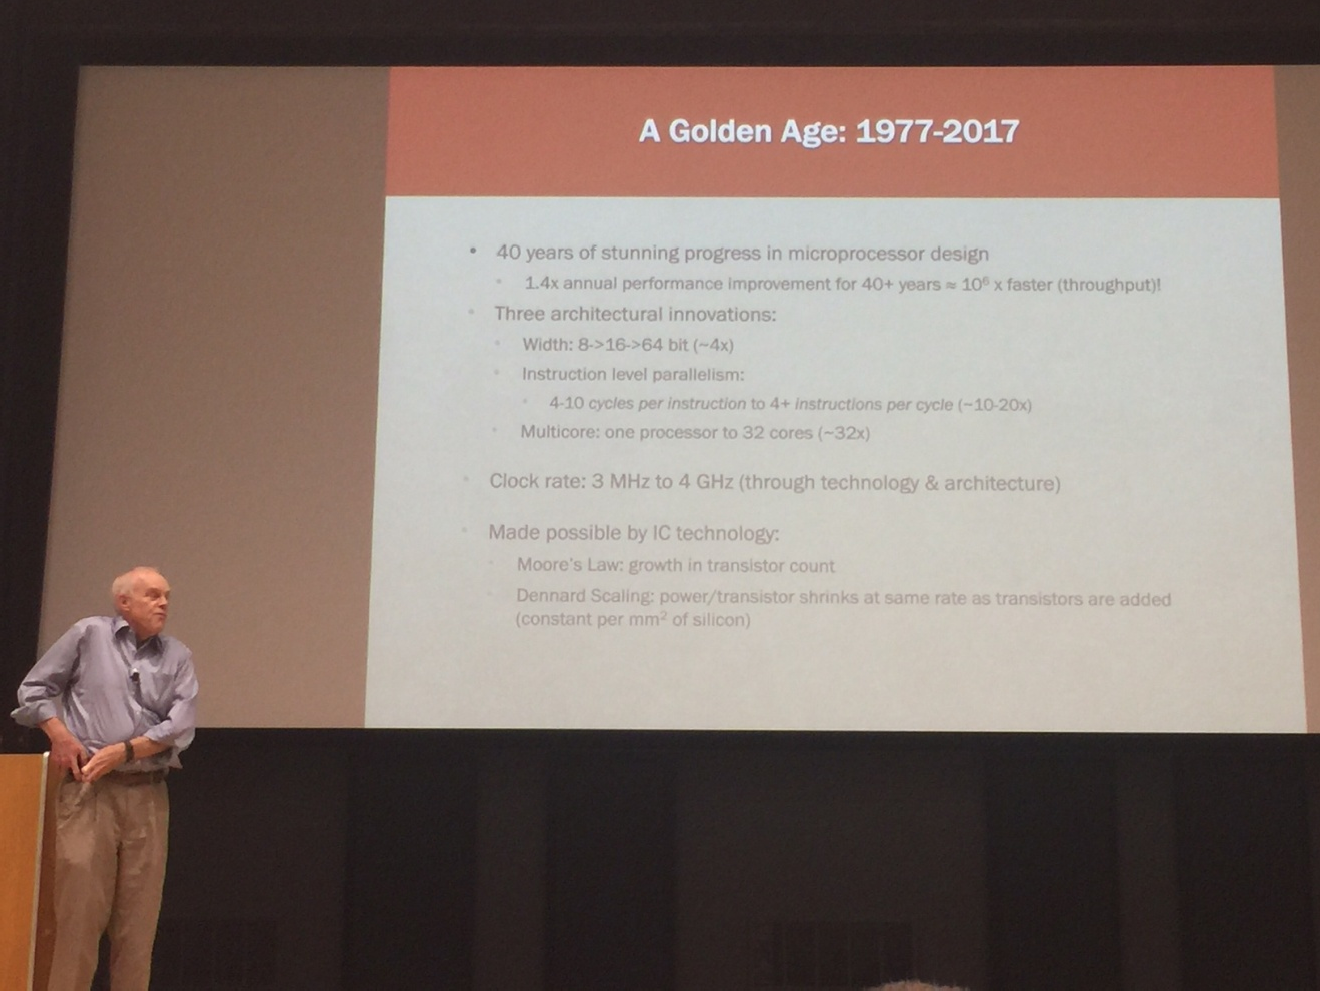 A Golden Age: 1977-2017
• 40 years of stunning progress in microprocessor design
• 1.4x annual performance improvement for 40+ years ≈ 10⁶ x faster (throughput)!
• Three architectural innovations:
• Width: 8->16->64 bit (~4x)
• Instruction level parallelism:
• 4-10 cycles per instruction to 4+ instructions per cycle (~10-20x)
• Multicore: one processor to 32 cores (~32x)
• Clock rate: 3 MHz to 4 GHz (through technology & architecture)
• Made possible by IC technology:
• Moore's Law: growth in transistor count
• Dennard Scaling: power/transistor shrinks at same rate as transistors are added
(constant per mm² of silicon)